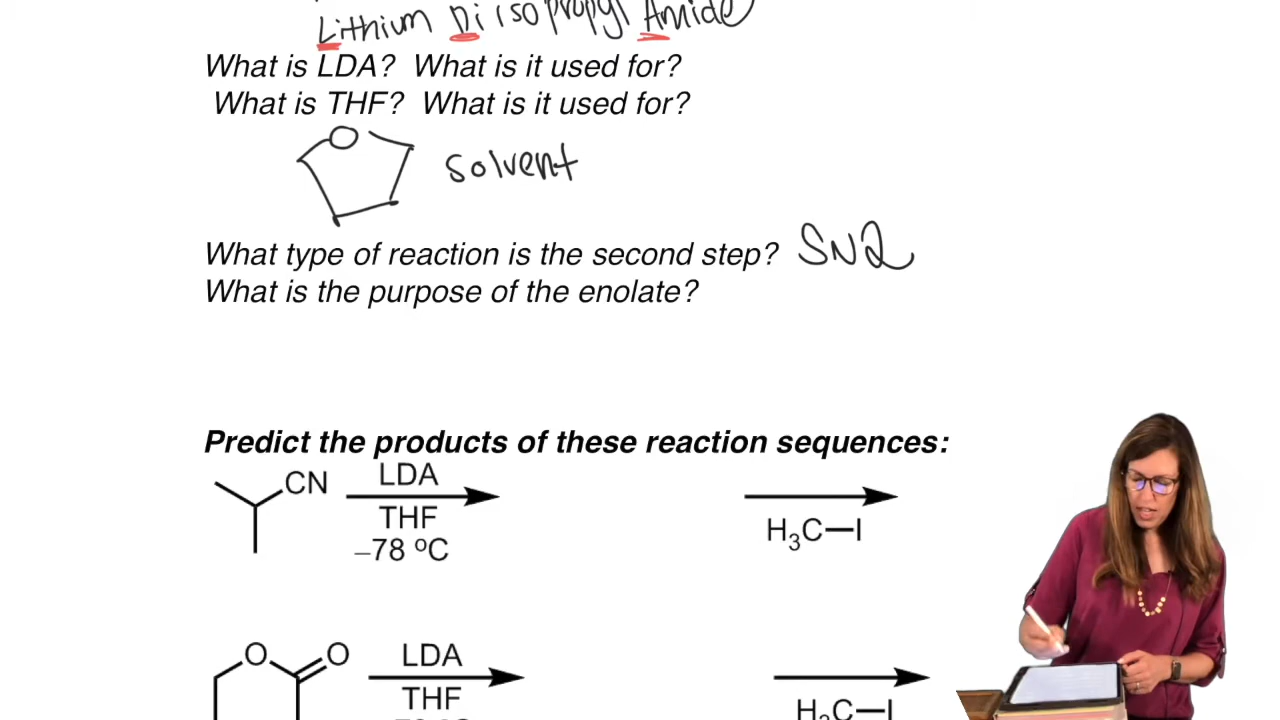 Lithium Diisopropyl Amide
What is LDA?  What is it used for?
What is THF?  What is it used for?
O
solvent
What type of reaction is the second step? SN2
What is the purpose of the enolate?
Predict the products of these reaction sequences:
CN
LDA
THF
–78 ºC
H₃C–I
O
O
LDA
THF
H₃C–I